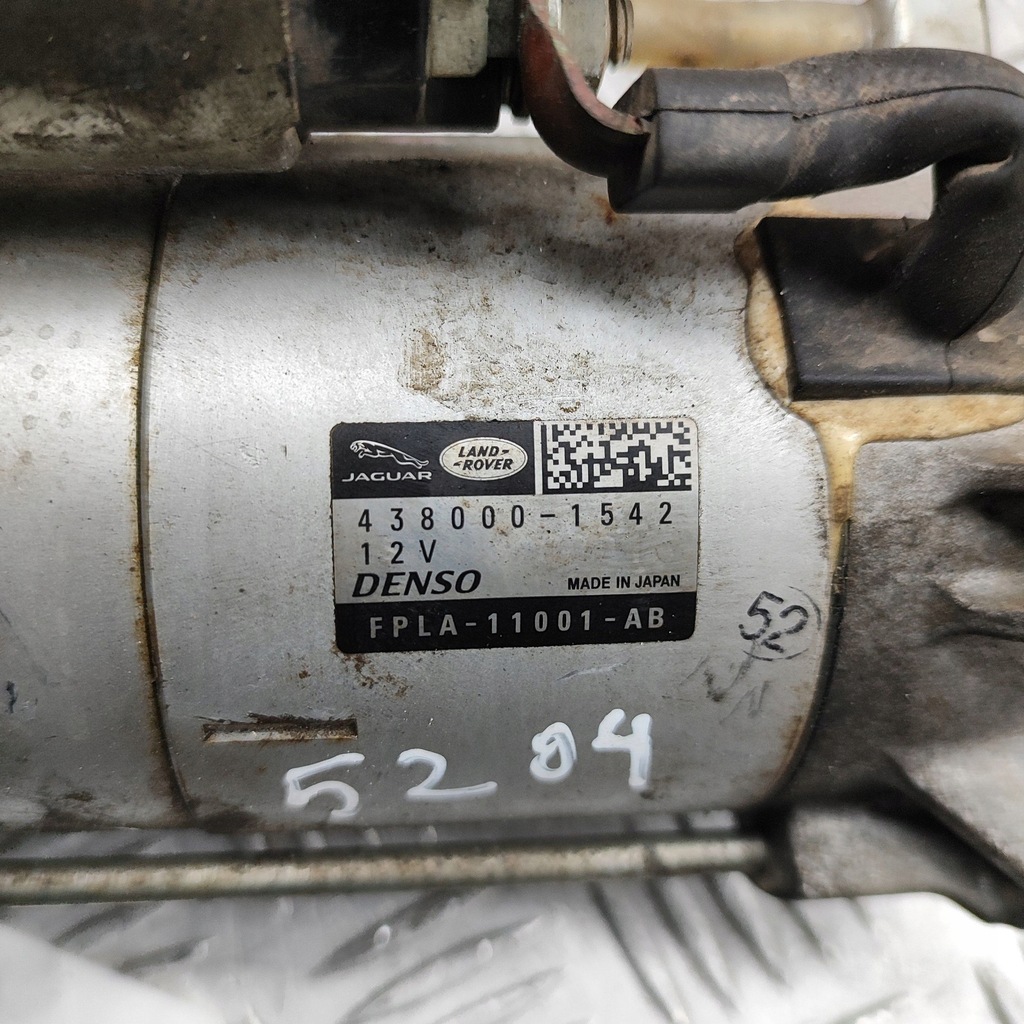 JAGUAR
LAND-
-ROVER
438000-1542
12V
DENSO MADE IN JAPAN
FPLA-11001-AB
52
5204